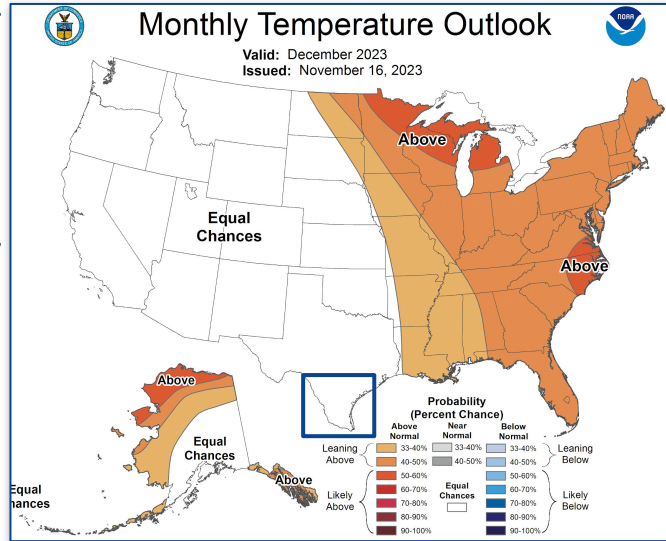 Monthly Temperature Outlook
NOAA
Valid: December 2023
Issued: November 16, 2023
Above
Equal
Chances
Above
Above
Equal
Chances
Above
Equal
hances
Probability
(Percent Chance)
Above
Normal
Near
Normal
Below
Normal
Leaning
Above
33-40%
33-40%
33-40%
Leaning
Below
40-50%
40-50%
40-50%
Likely
Above
50-60%
50-60%
Likely
Below
60-70%
60-70%
70-80%
70-80%
80-90%
80-90%
90-100%
90-100%
Equal
Chances